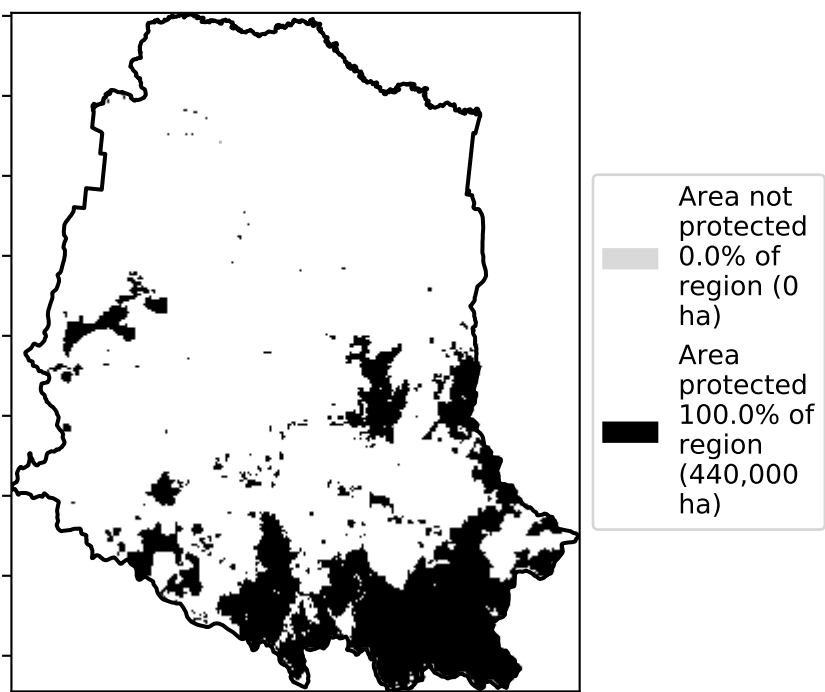 Area not
protected
0.0% of
region (0
ha)
Area
protected
100.0% of
region
(440,000
ha)